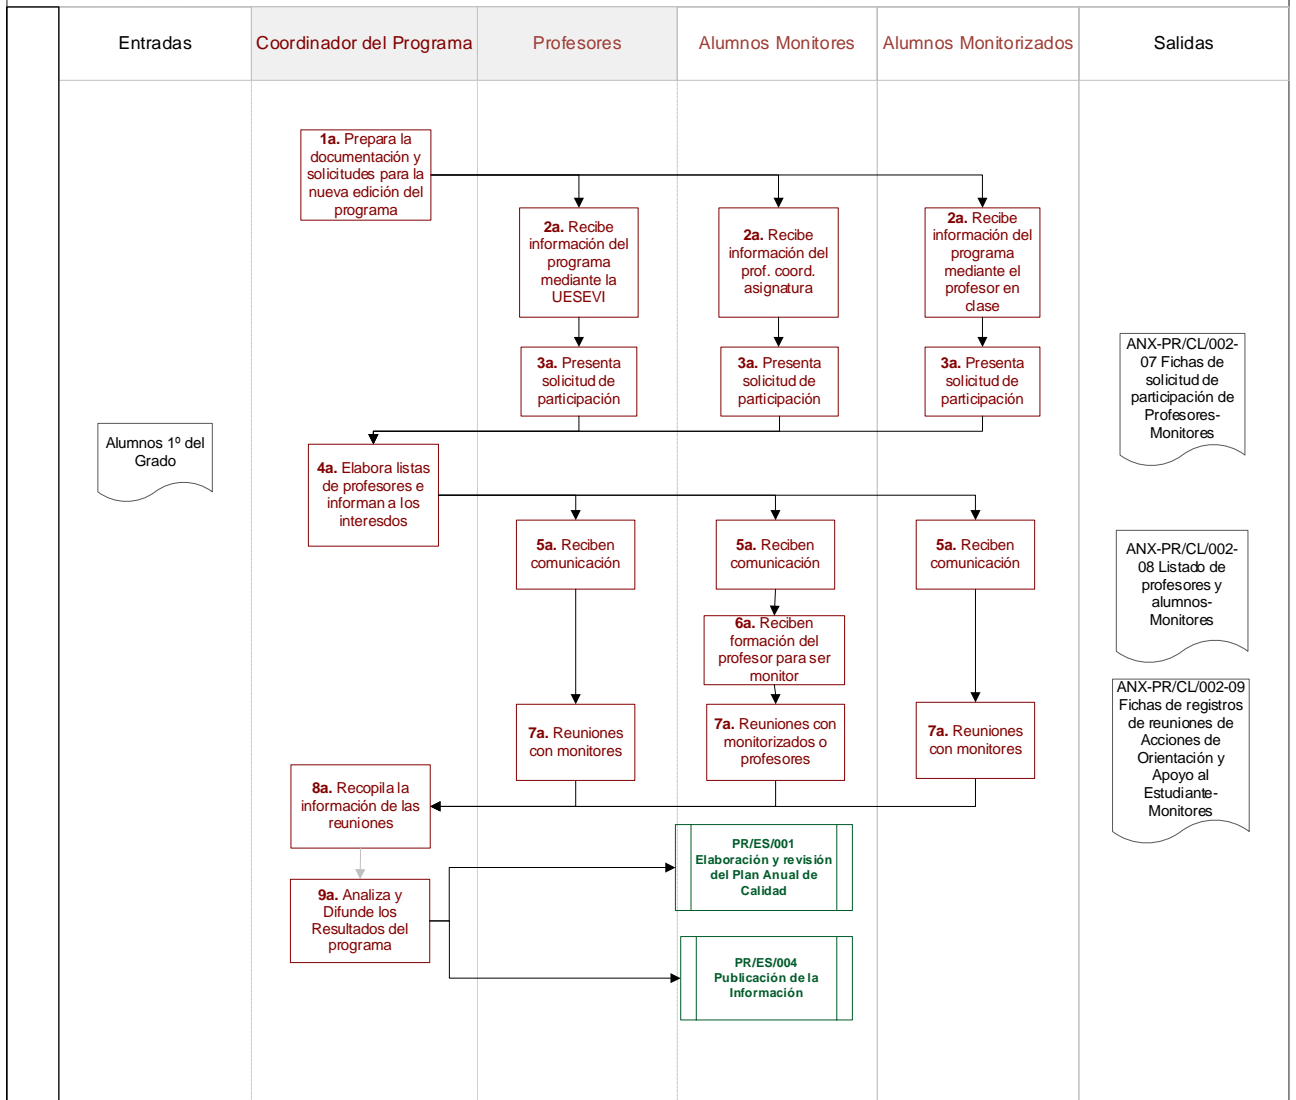 Entradas
Coordinador del Programa
Profesores
Alumnos Monitores
Alumnos Monitorizados
Salidas
1a. Prepara la
documentación y
solicitudes para la
nueva edición del
programa
2a. Recibe
información del
programa
mediante la
UESEVI
2a. Recibe
información del
prof. coord.
asignatura
2a. Recibe
información del
programa
mediante el
profesor en
clase
3a. Presenta
solicitud de
participación
3a. Presenta
solicitud de
participación
3a. Presenta
solicitud de
participación
ANX-PR/CL/002-
07 Fichas de
solicitud de
participación de
Profesores-
Monitores
Alumnos 1º del
Grado
4a. Elabora listas
de profesores e
informan a los
interesdos
5a. Reciben
comunicación
5a. Reciben
comunicación
5a. Reciben
comunicación
ANX-PR/CL/002-
08 Listado de
profesores y
alumnos-
Monitores
6a. Reciben
formación del
profesor para ser
monitor
7a. Reuniones
con monitores
7a. Reuniones con
monitorizados o
profesores
7a. Reuniones
con monitores
ANX-PR/CL/002-09
Fichas de registros
de reuniones de
Acciones de
Orientación y
Apoyo al
Estudiante-
Monitores
8a. Recopila la
información de las
reuniones
PR/ES/001
Elaboración y revisión
del Plan Anual de
Calidad
9a. Analiza y
Difunde los
Resultados del
programa
PR/ES/004
Publicación de la
Información